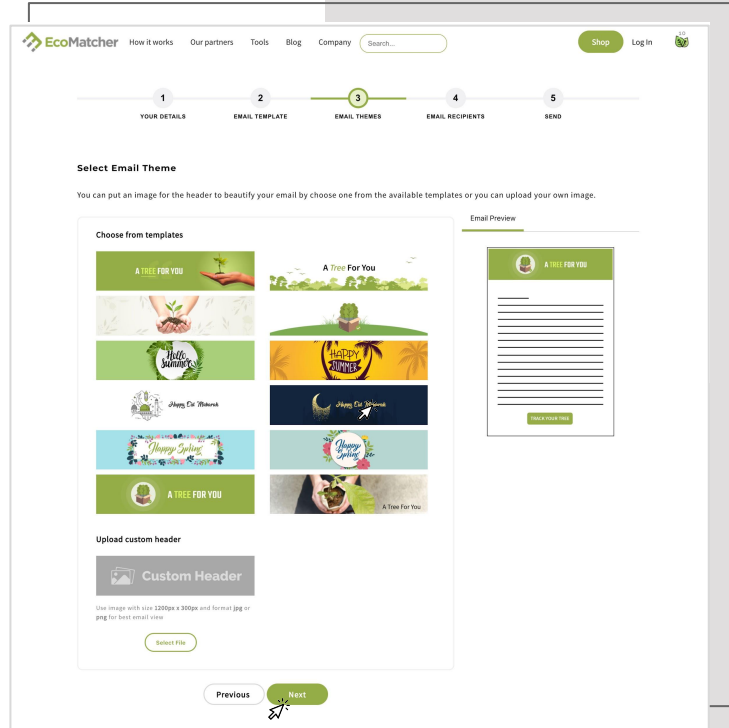 EcoMatcher
How it works
Our partners
Tools
Blog
Company
Search...
Shop
Log In
10
1
2
3
4
5
YOUR DETAILS
EMAIL TEMPLATE
EMAIL THEMES
EMAIL RECIPIENTS
SEND
Select Email Theme
You can put an image for the header to beautify your email by choose one from the available templates or you can upload your own image.
Choose from templates
A TREE FOR YOU
A Tree For You
Hello Summer
HAPPY
SUMMER
Happy Eid Mubarak
Happy Eid Mubarak
Happy Spring
Happy
Spring
A TREE FOR YOU
A Tree For You
Upload custom header
Custom Header
Use image with size 1200px x 300px and format jpg or
png for best email view
Select File
Email Preview
A TREE FOR YOU
TRACK YOUR TREE
Previous
Next